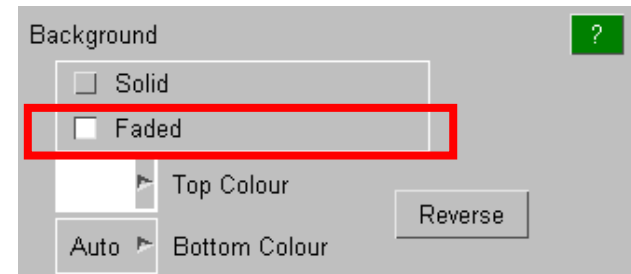 Background ?
Solid
Faded
Top Colour
Reverse
Auto Bottom Colour